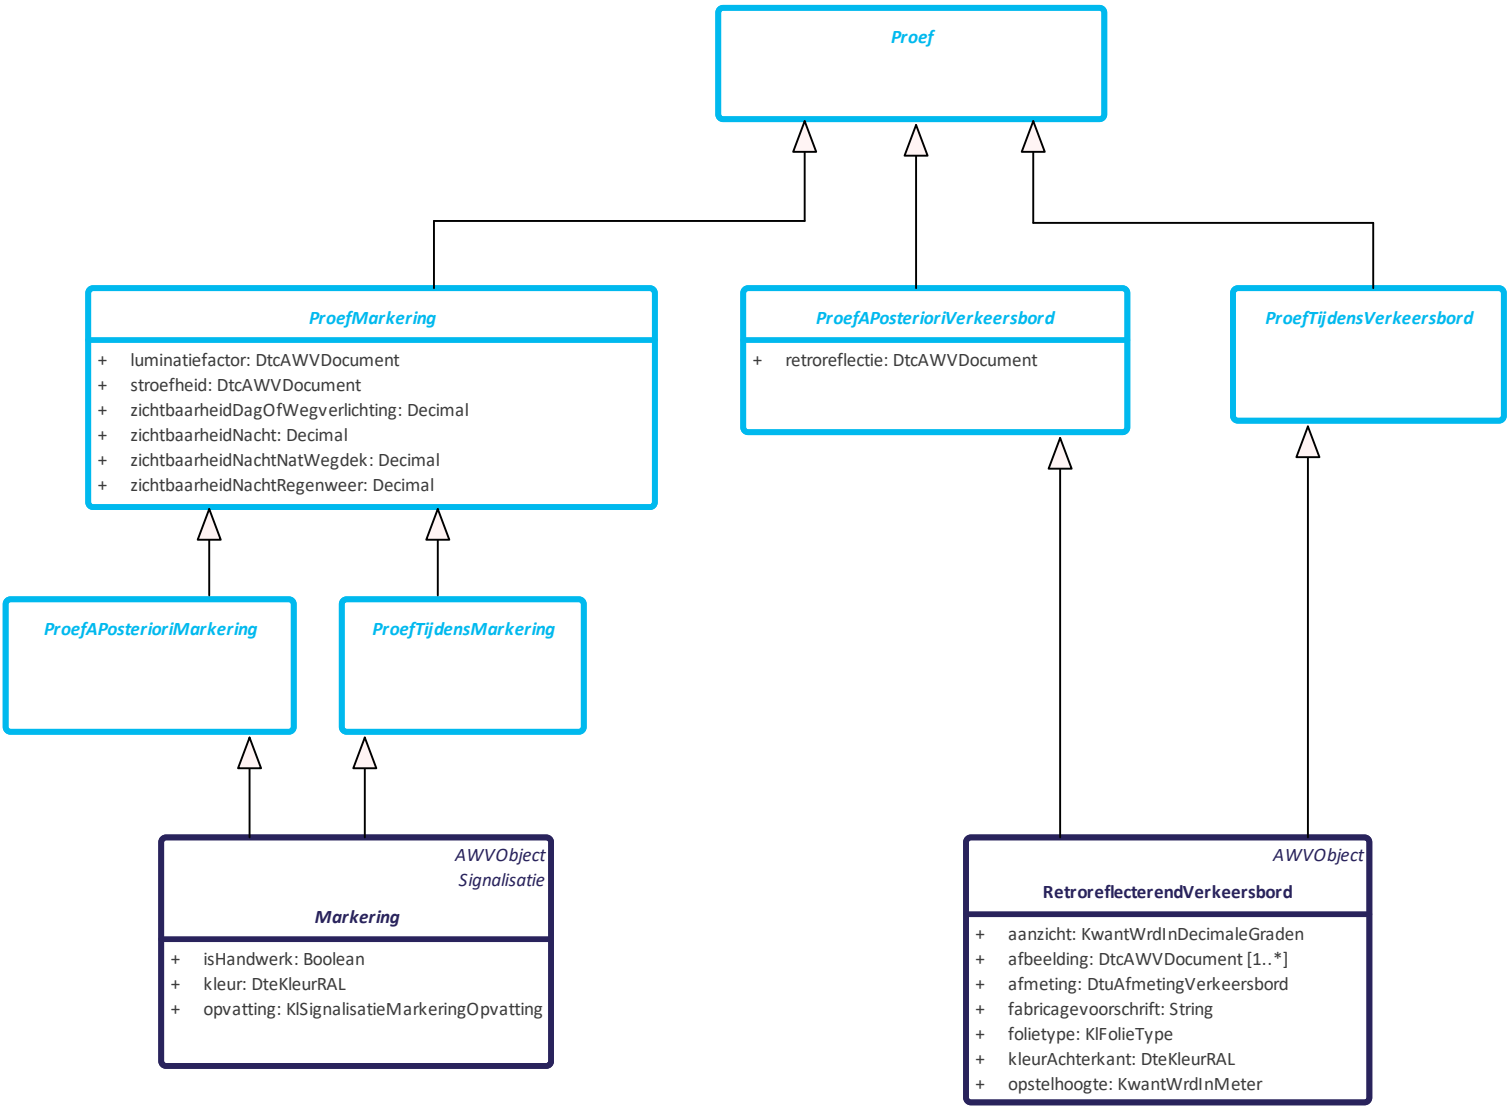 Proef
ProefMarkering
+ luminatiefactor: DtcAWVDocument
+ stroefheid: DtcAWVDocument
+ zichtbaarheidDagOfWegverlichting: Decimal
+ zichtbaarheidNacht: Decimal
+ zichtbaarheidNachtNatWegdek: Decimal
+ zichtbaarheidNachtRegenweer: Decimal
ProefAPosterioriVerkeersbord
+ retroreflectie: DtcAWVDocument
ProefTijdensVerkeersbord
ProefAPosterioriMarkering
ProefTijdensMarkering
AWVObject
Signalisatie
Markering
+ isHandwerk: Boolean
+ kleur: DteKleurRAL
+ opvatting: KlSignalisatieMarkeringOpvatting
AWVObject
RetroreflecterendVerkeersbord
+ aanzicht: KwantWrdInDecimaleGraden
+ afbeelding: DtcAWVDocument [1..*]
+ afmeting: DtuAfmetingVerkeersbord
+ fabricagevoorschrift: String
+ folietype: KlFolieType
+ kleurAchterkant: DteKleurRAL
+ opstelhoogte: KwantWrdInMeter